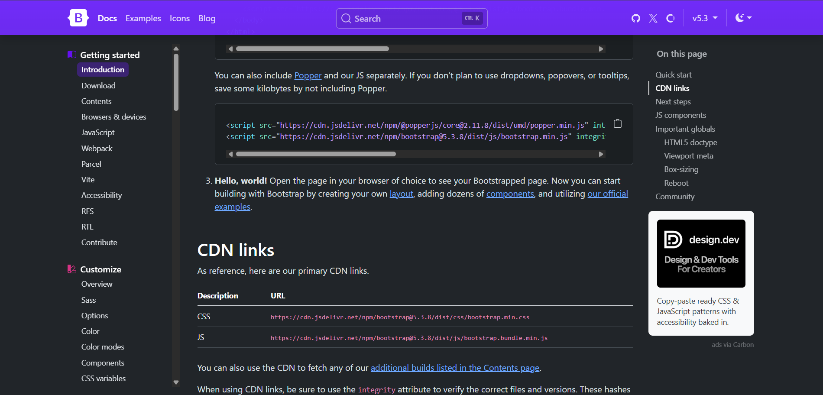 B
Docs
Examples
Icons
Blog
Search
Ctrl K
v5.3
Getting started
Introduction
Download
Contents
Browsers & devices
JavaScript
Webpack
Parcel
Vite
Accessibility
RFS
RTL
Contribute
Customize
Overview
Sass
Options
Color
Color modes
Components
CSS variables
You can also include Popper and our JS separately. If you don't plan to use dropdowns, popovers, or tooltips,
save some kilobytes by not including Popper.
<script src="https://cdn.jsdelivr.net/npm/@popperjs/core@2.11.8/dist/umd/popper.min.js" int
<script src="https://cdn.jsdelivr.net/npm/bootstrap@5.3.8/dist/js/bootstrap.min.js" integri
3. Hello, world! Open the page in your browser of choice to see your Bootstrapped page. Now you can start
building with Bootstrap by creating your own layout, adding dozens of components, and utilizing our official
examples.
CDN links
As reference, here are our primary CDN links.
Description URL
CSS https://cdn.jsdelivr.net/npm/bootstrap@5.3.8/dist/css/bootstrap.min.css
JS https://cdn.jsdelivr.net/npm/bootstrap@5.3.8/dist/js/bootstrap.bundle.min.js
You can also use the CDN to fetch any of our additional builds listed in the Contents page.
When using CDN links, be sure to use the integrity attribute to verify the correct files and versions. These hashes
On this page
Quick start
CDN links
Next steps
JS components
Important globals
HTML5 doctype
Viewport meta
Box-sizing
Reboot
Community
design.dev
Design & Dev Tools
For Creators
Copy-paste ready CSS &
JavaScript patterns with
accessibility baked in.
ads via Carbon